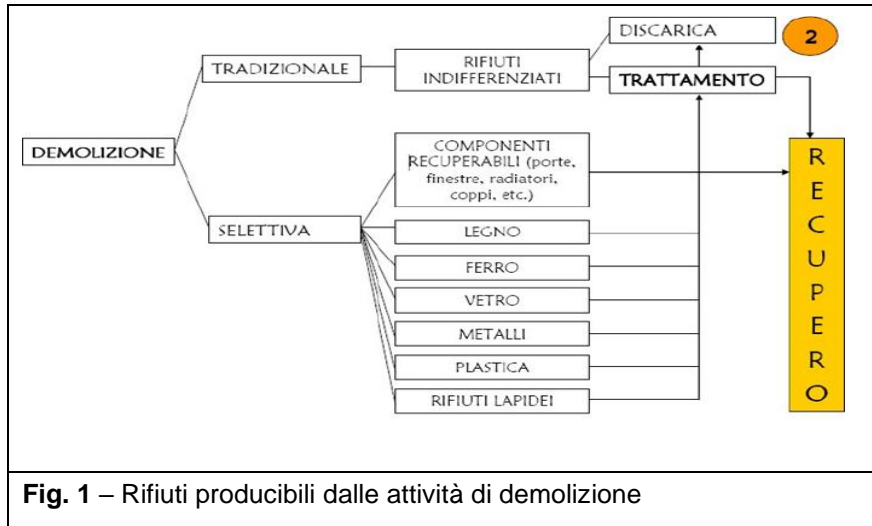 DISCARICA
2
TRADIZIONALE
RIFIUTI
INDIFFERENZIATI
TRATTAMENTO
DEMOLIZIONE
COMPONENTI
RECUPERABILI (porte,
finestre, radiatori,
coppi, etc.)
SELETTIVA
LEGNO
FERRO
VETRO
METALLI
PLASTICA
RIFIUTI LAPIDEI
R
E
C
U
P
E
R
O
Fig. 1 – Rifiuti producibili dalle attività di demolizione